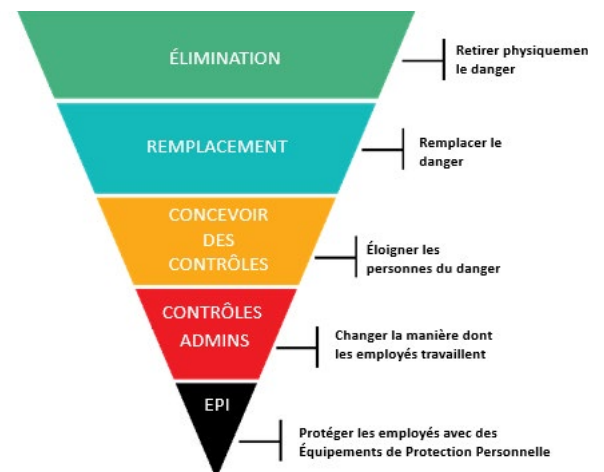 ÉLIMINATION
Retirer physiquemen
le danger
REMPLACEMENT
Remplacer le
danger
CONCEVOIR
DES
CONTRÔLES
Éloigner les
personnes du danger
CONTRÔLES
ADMINS
Changer la manière dont
les employés travaillent
EPI
Protéger les employés avec des
Équipements de Protection Personnelle